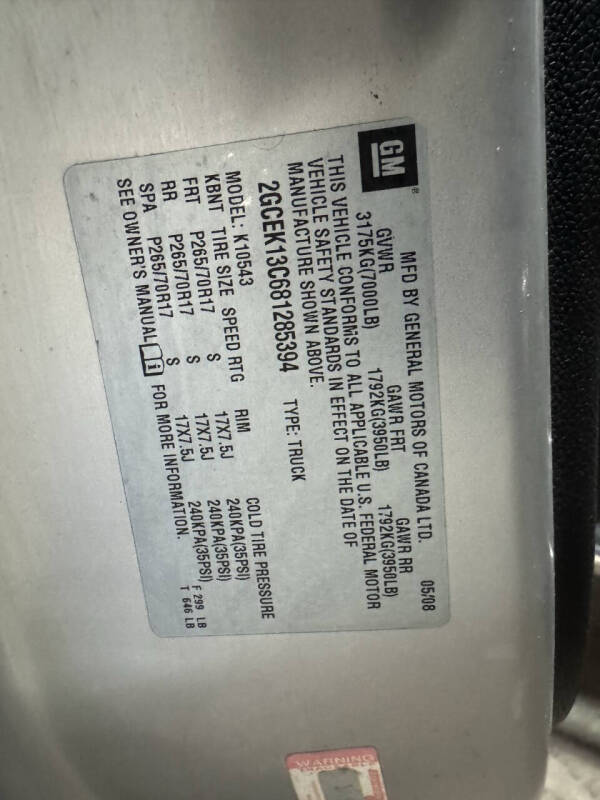 GM ®
MFD BY GENERAL MOTORS OF CANADA LTD. 05/08
GVWR GAWR FRT GAWR RR
3175KG(7000LB) 1792KG(3950LB) 1792KG(3950LB)
THIS VEHICLE CONFORMS TO ALL APPLICABLE U.S. FEDERAL MOTOR
VEHICLE SAFETY STANDARDS IN EFFECT ON THE DATE OF
MANUFACTURE SHOWN ABOVE.
2GCEK13C681285394 TYPE: TRUCK
MODEL: K10543
KBNT TIRE SIZE SPEED RTG RIM COLD TIRE PRESSURE
FRT P265/70R17 S 17X7.5J 240KPA(35PSI)
RR P265/70R17 S 17X7.5J 240KPA(35PSI)
SPA P265/70R17 S 17X7.5J 240KPA(35PSI)
SEE OWNER'S MANUAL FOR MORE INFORMATION.
F 299 LB
T 646 LB
WARNING